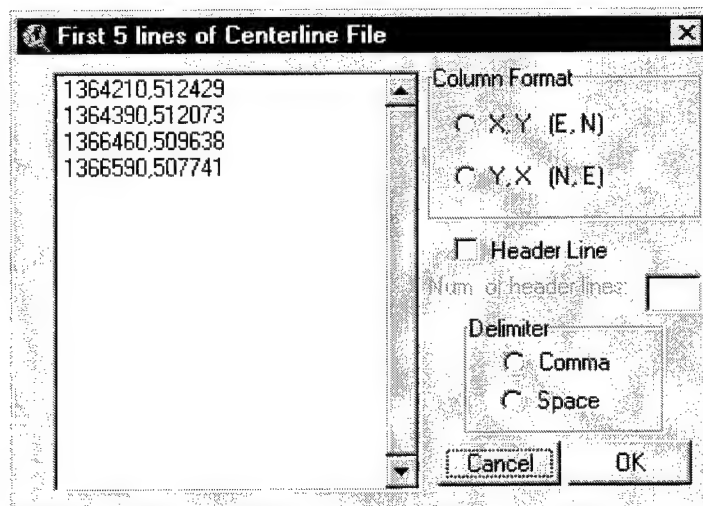 First 5 lines of Centerline File
1364210,512429
1364390,512073
1366460,509638
1366590,507741
Column Format
X,Y (E, N)
Y,X (N, E)
Header Line
Num. of header lines:
Delimiter
Comma
Space
Cancel
OK